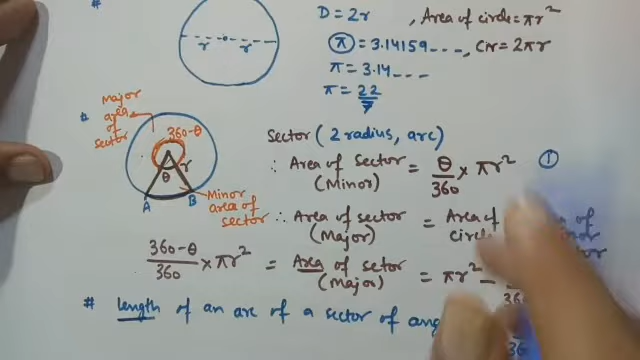 #
D = 2r , Area of circle = πr²
r r
π = 3.14159---, Cr = 2πr
π = 3.14---
π = 22/7
#
Major area of sector
360-θ
r
θ
A B
Minor area of sector
Sector (2 radius, arc)
∴ Area of Sector (Minor) = θ/360 × πr² ①
∴ Area of sector (Major) = Area of circle
360-θ/360 × πr² = Area of Sector (Major) = πr² -
# length of an arc of a sector of ang